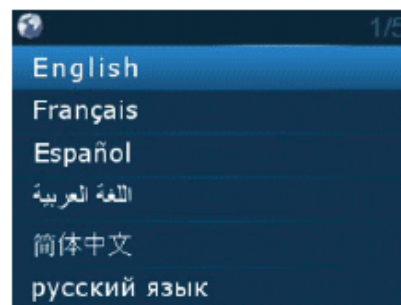 1/5
English
Français
Español
اللغة العربية
简体中文
русский язык